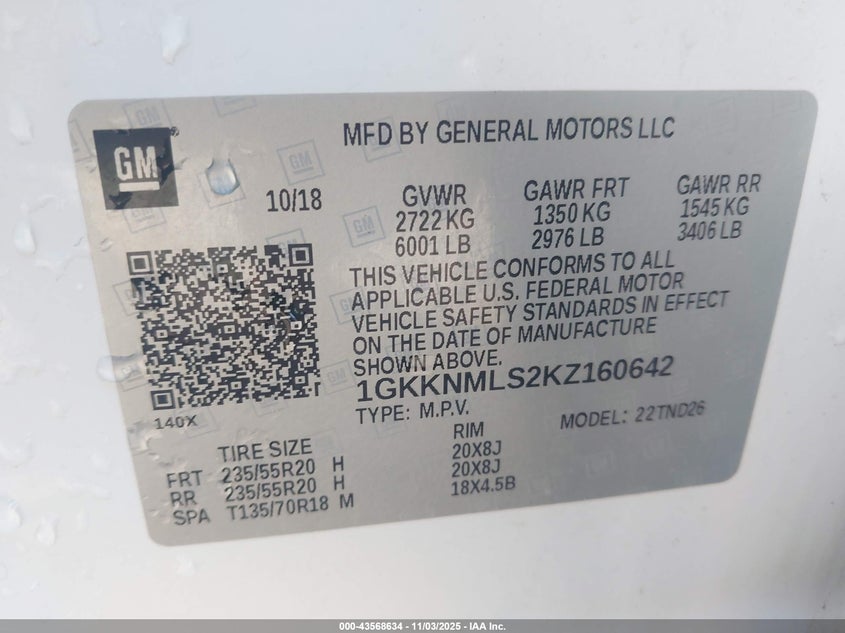 GM
MFD BY GENERAL MOTORS LLC
10/18
GVWR GAWR FRT GAWR RR
2722 KG 1350 KG 1545 KG
6001 LB 2976 LB 3406 LB
THIS VEHICLE CONFORMS TO ALL
APPLICABLE U.S. FEDERAL MOTOR
VEHICLE SAFETY STANDARDS IN EFFECT
ON THE DATE OF MANUFACTURE
SHOWN ABOVE.
1GKKNMLS2KZ160642
140X
TYPE: M.P.V. MODEL: 22TND26
TIRE SIZE RIM
FRT 235/55R20 H 20X8J
RR 235/55R20 H 20X8J
SPA T135/70R18 M 18X4.5B
000-43568634 - 11/03/2025 - IAA Inc.